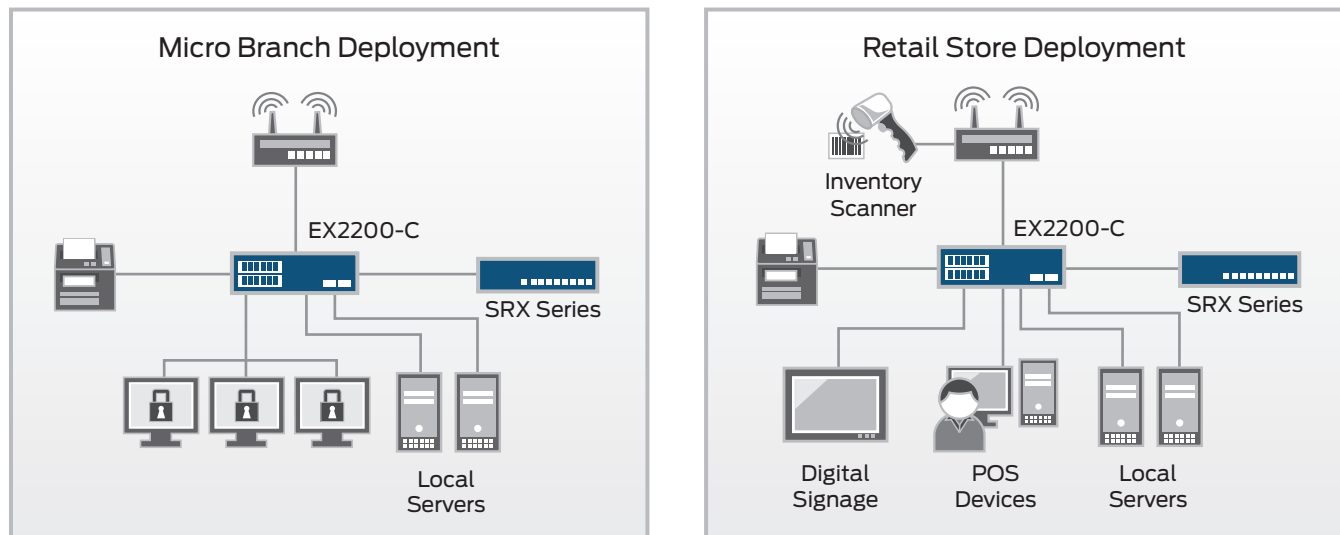 Micro Branch Deployment
EX2200-C
SRX Series
Local
Servers
Retail Store Deployment
Inventory
Scanner
EX2200-C
SRX Series
Digital
Signage
POS
Devices
Local
Servers